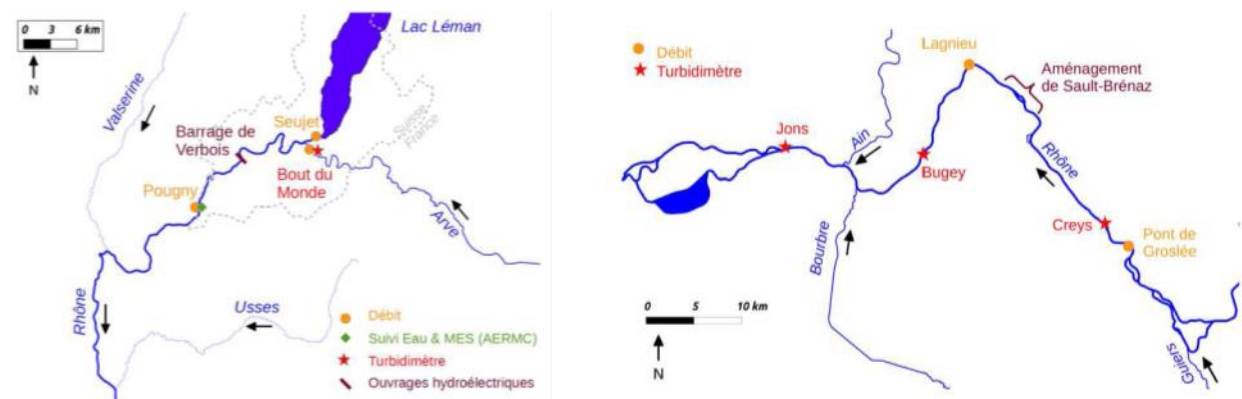 0 3 6 km
N
Lac Léman
Valserine
Suisse
France
Seujet
Barrage de
Verbois
Bout du
Monde
Pougny
Arve
Rhône
Usses
Débit
Suivi Eau & MES (AERMC)
Turbidimètre
Ouvrages hydroélectriques
Débit
Turbidimètre
Lagnieu
Aménagement
de Sault-Brénaz
Jons
Ain
Bugey
Rhône
Creys
Pont de
Groslée
Bourbre
0 5 10 km
N
Guiers